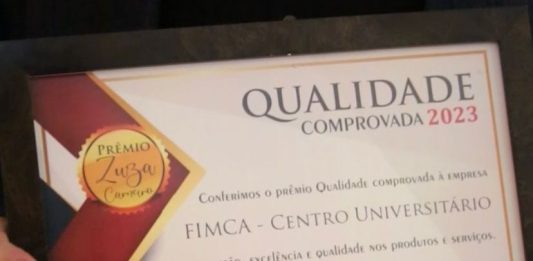 QUALIDADE
COMPROVADA 2023
PRÊMIO
Zuza
Carneiro
CONFERIMOS O PRÊMIO QUALIDADE COMPROVADA À EMPRESA
FIMCA - CENTRO UNIVERSITÁRIO
EXCELÊNCIA E QUALIDADE NOS PRODUTOS E SERVIÇOS.